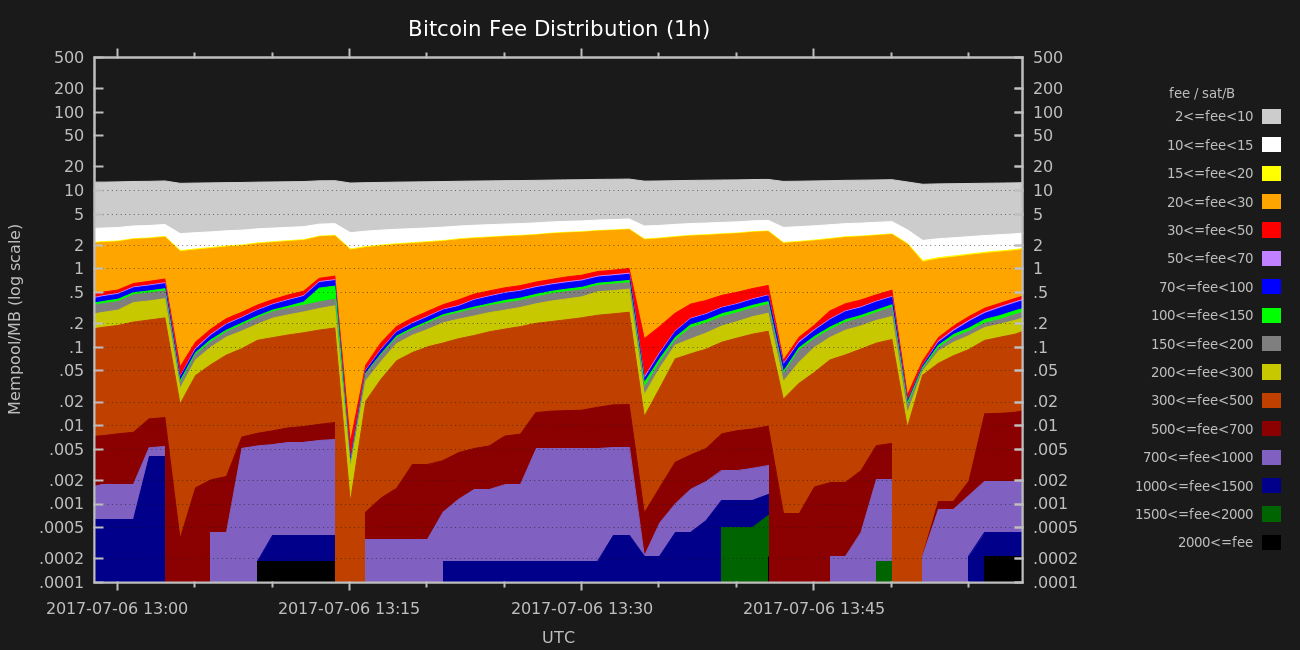 Bitcoin Fee Distribution (1h)
500
200
100
50
20
10
5
2
1
.5
.2
.1
.05
.02
.01
.005
.002
.001
.0005
.0002
.0001
Mempool/MB (log scale)
500
200
100
50
20
10
5
2
1
.5
.2
.1
.05
.02
.01
.005
.002
.001
.0005
.0002
.0001
2017-07-06 13:00
2017-07-06 13:15
2017-07-06 13:30
2017-07-06 13:45
UTC
fee / sat/B
2<=fee<10
10<=fee<15
15<=fee<20
20<=fee<30
30<=fee<50
50<=fee<70
70<=fee<100
100<=fee<150
150<=fee<200
200<=fee<300
300<=fee<500
500<=fee<700
700<=fee<1000
1000<=fee<1500
1500<=fee<2000
2000<=fee